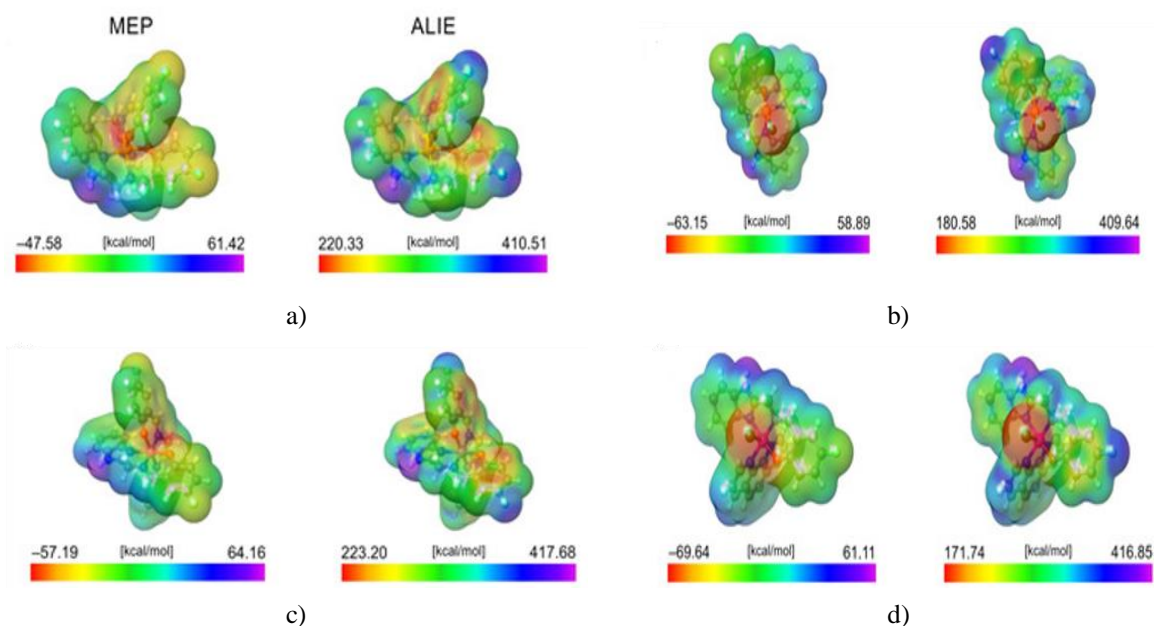 MEP ALIE
−47.58 [kcal/mol] 61.42 220.33 [kcal/mol] 410.51
−63.15 [kcal/mol] 58.89 180.58 [kcal/mol] 409.64
a) b)
−57.19 [kcal/mol] 64.16 223.20 [kcal/mol] 417.68
−69.64 [kcal/mol] 61.11 171.74 [kcal/mol] 416.85
c) d)